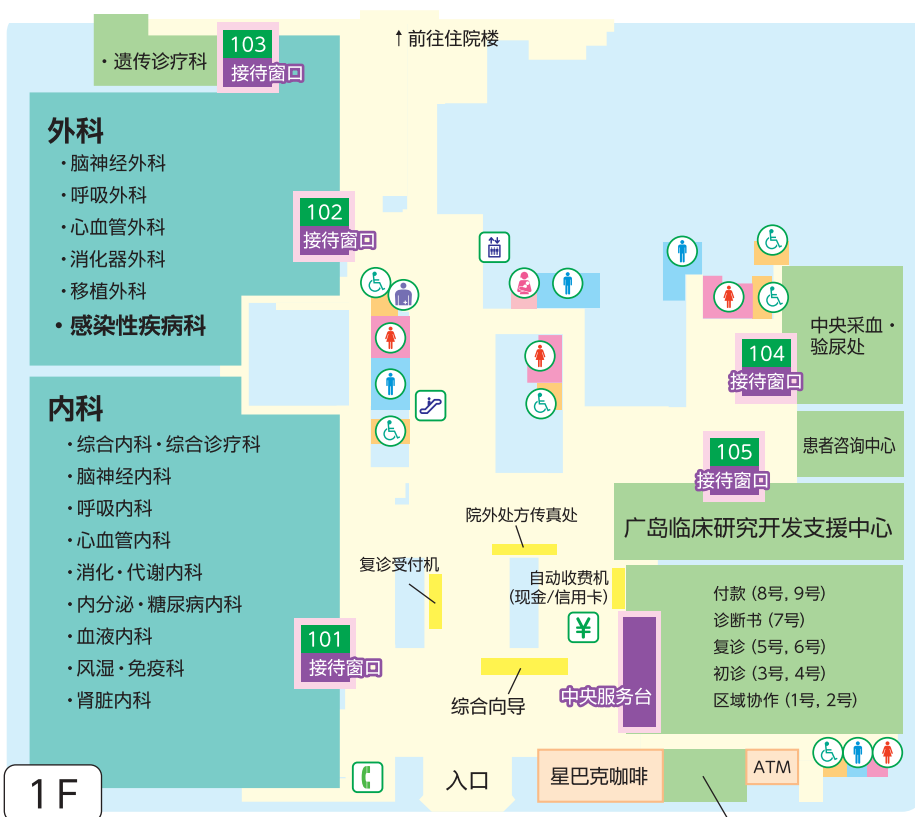 103
接待窗口
・遗传诊疗科
↑前往住院楼
外科
・脑神经外科
・呼吸外科
・心血管外科
・消化器外科
・移植外科
・感染性疾病科
102
接待窗口
中央采血・
验尿处
104
接待窗口
内科
・综合内科・综合诊疗科
・脑神经内科
・呼吸内科
・心血管内科
・消化・代谢内科
・内分泌・糖尿病内科
・血液内科
・风湿・免疫科
・肾脏内科
101
接待窗口
患者咨询中心
105
接待窗口
广岛临床研究开发支援中心
院外处方传真处
复诊受付机
自动收费机
(现金/信用卡)
¥
付款 (8号, 9号)
诊断书 (7号)
复诊 (5号, 6号)
初诊 (3号, 4号)
区域协作 (1号, 2号)
中央服务台
综合向导
入口
星巴克咖啡
ATM
1F